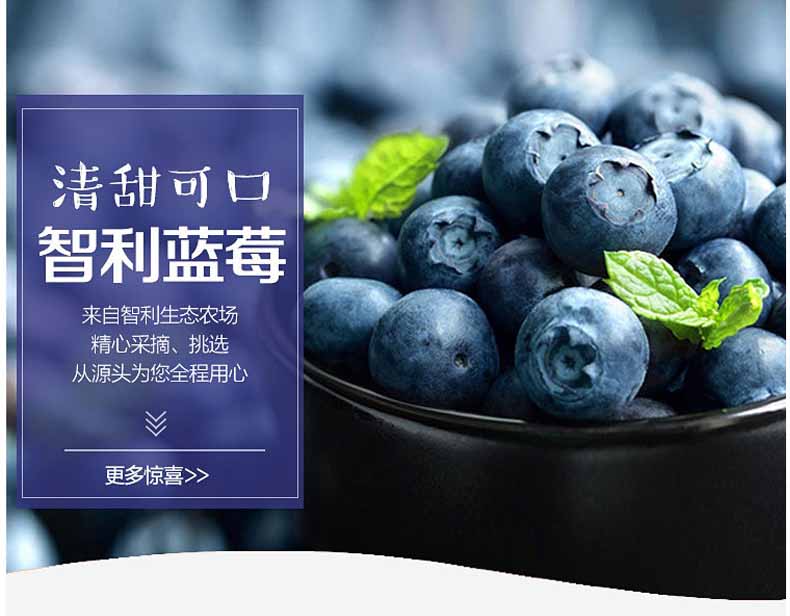 清甜可口
智利蓝莓
来自智利生态农场
精心采摘、挑选
从源头为您全程用心
更多惊喜>>